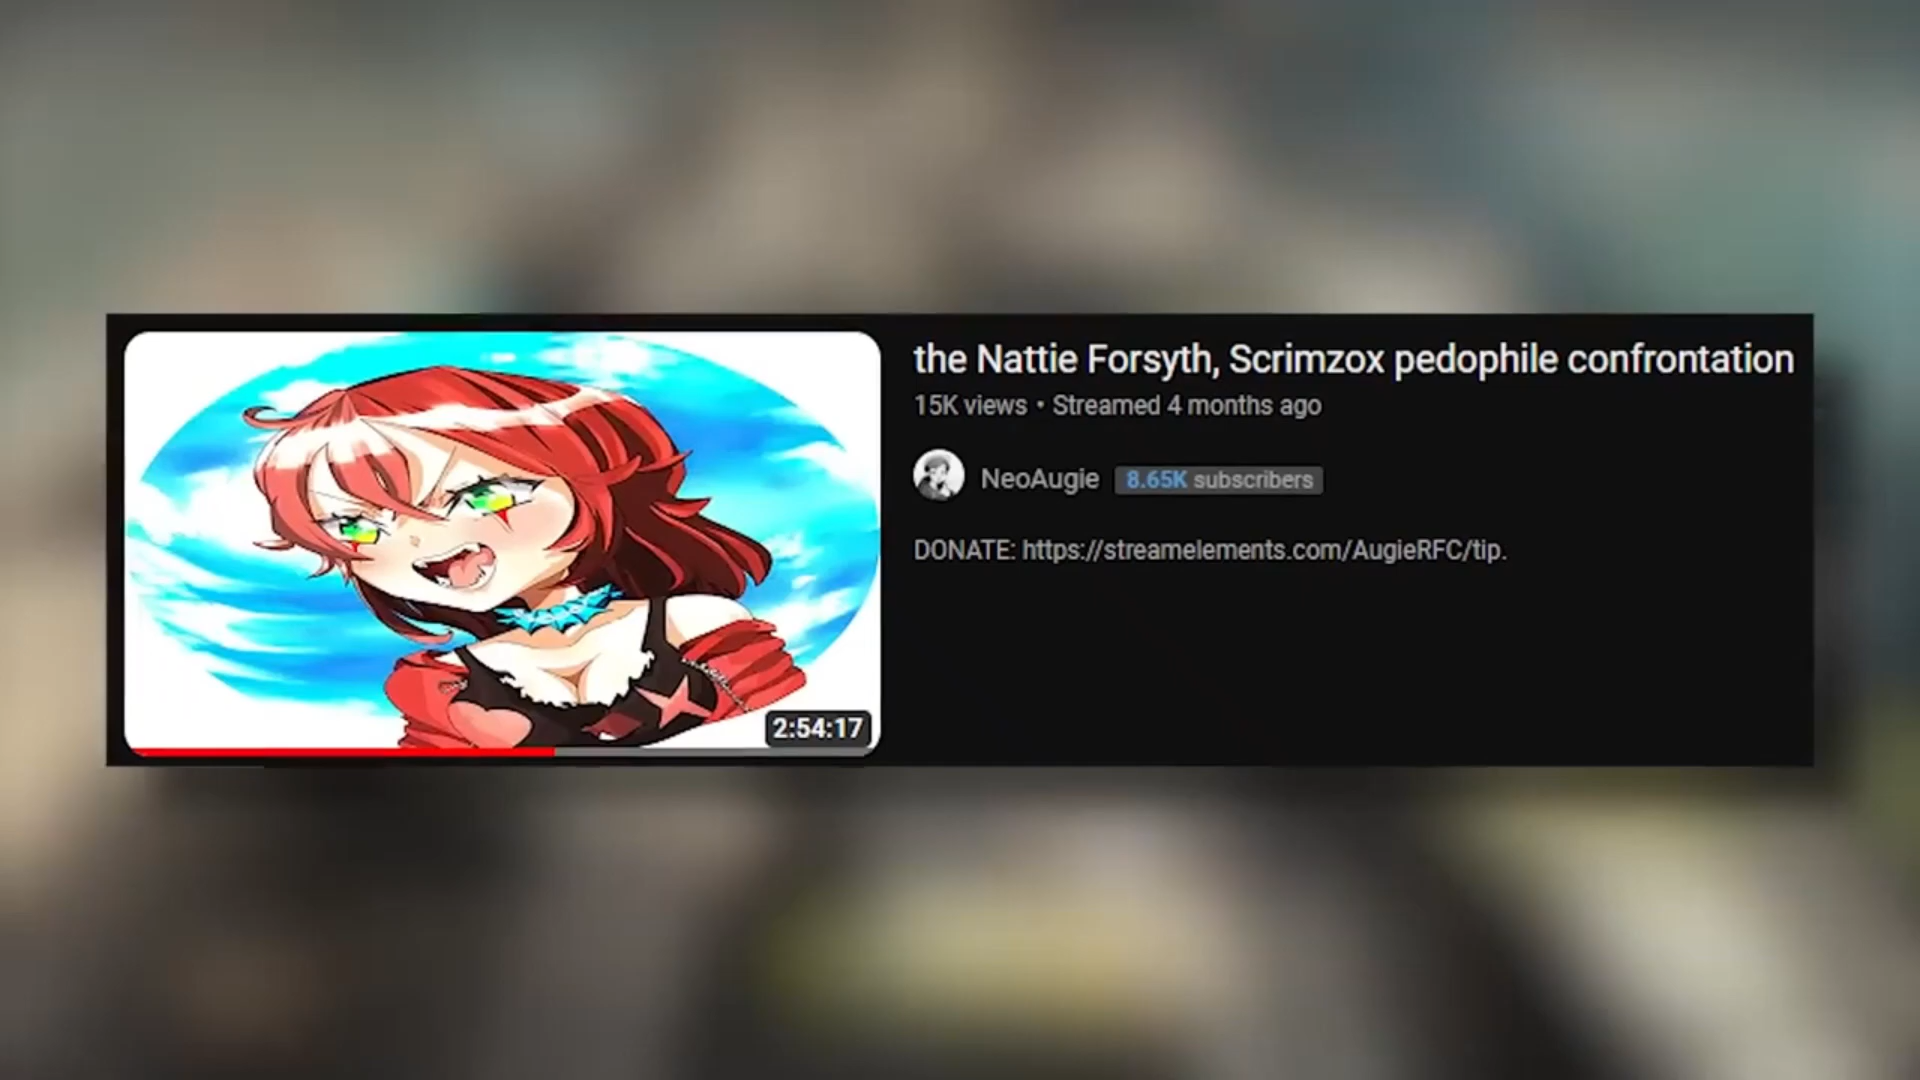 the Nattie Forsyth, Scrimzox pedophile confrontation
15K views • Streamed 4 months ago
NeoAugie 8.65K subscribers
DONATE: https://streamelements.com/AugieRFC/tip.
2:54:17